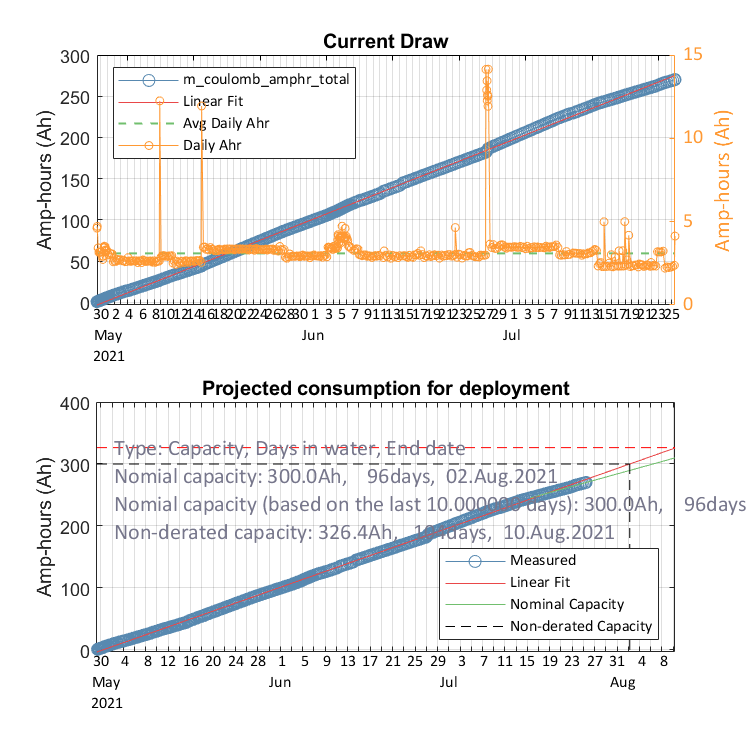 Current Draw
300
250
200
150
100
50
0
Amp-hours (Ah)
15
10
5
0
Amp-hours (Ah)
m_coulomb_amphr_total
Linear Fit
Avg Daily Ahr
Daily Ahr
30 2 4 6 8 10 12 14 16 18 20 22 24 26 28 30 1 3 5 7 9 11 13 15 17 19 21 23 25 27 29 1 3 5 7 9 11 13 15 17 19 21 23 25
May Jun Jul
2021
Projected consumption for deployment
400
300
200
100
0
Amp-hours (Ah)
Type: Capacity, Days in water, End date
Nomial capacity: 300.0Ah, 96days, 02.Aug.2021
Nomial capacity (based on the last 10.000000 days): 300.0Ah, 96days
Non-derated capacity: 326.4Ah, 104days, 10.Aug.2021
Measured
Linear Fit
Nominal Capacity
Non-derated Capacity
30 4 8 12 16 20 24 28 1 5 9 13 17 21 25 29 3 7 11 15 19 23 27 31 4 8
May Jun Jul Aug
2021